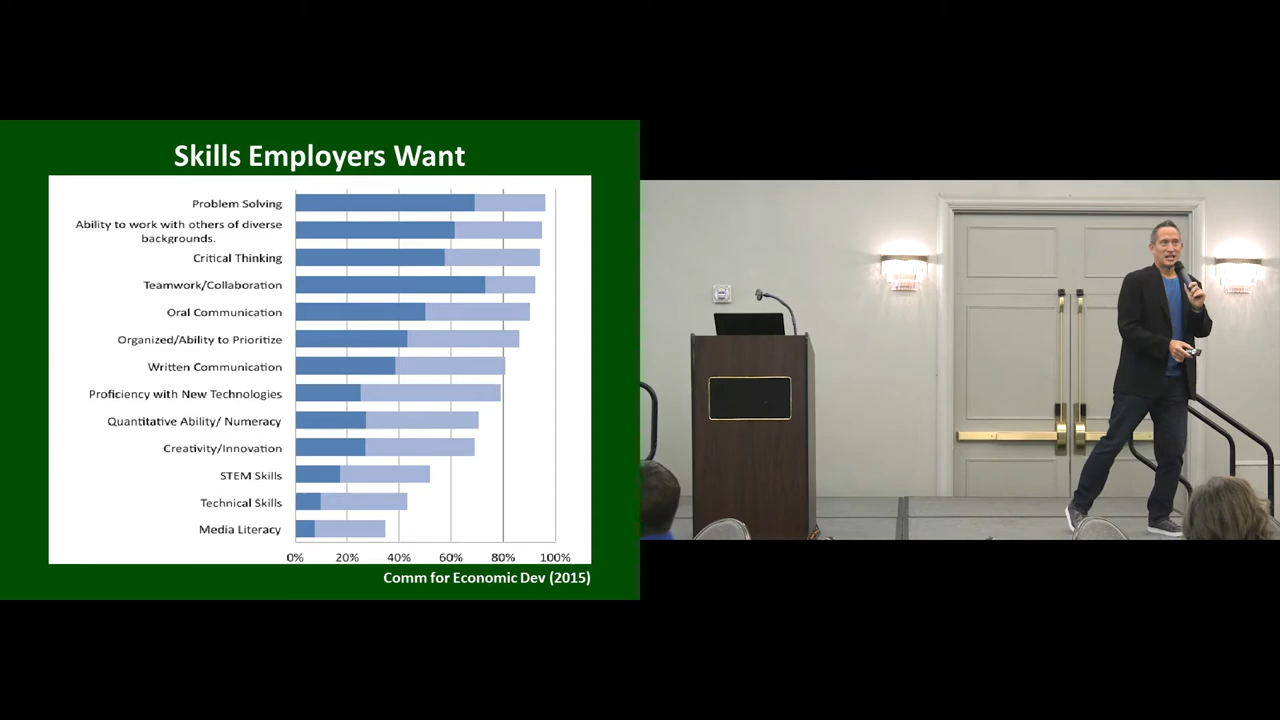 Skills Employers Want
Problem Solving
Ability to work with others of diverse
backgrounds.
Critical Thinking
Teamwork/Collaboration
Oral Communication
Organized/Ability to Prioritize
Written Communication
Proficiency with New Technologies
Quantitative Ability/ Numeracy
Creativity/Innovation
STEM Skills
Technical Skills
Media Literacy
0% 20% 40% 60% 80% 100%
Comm for Economic Dev (2015)